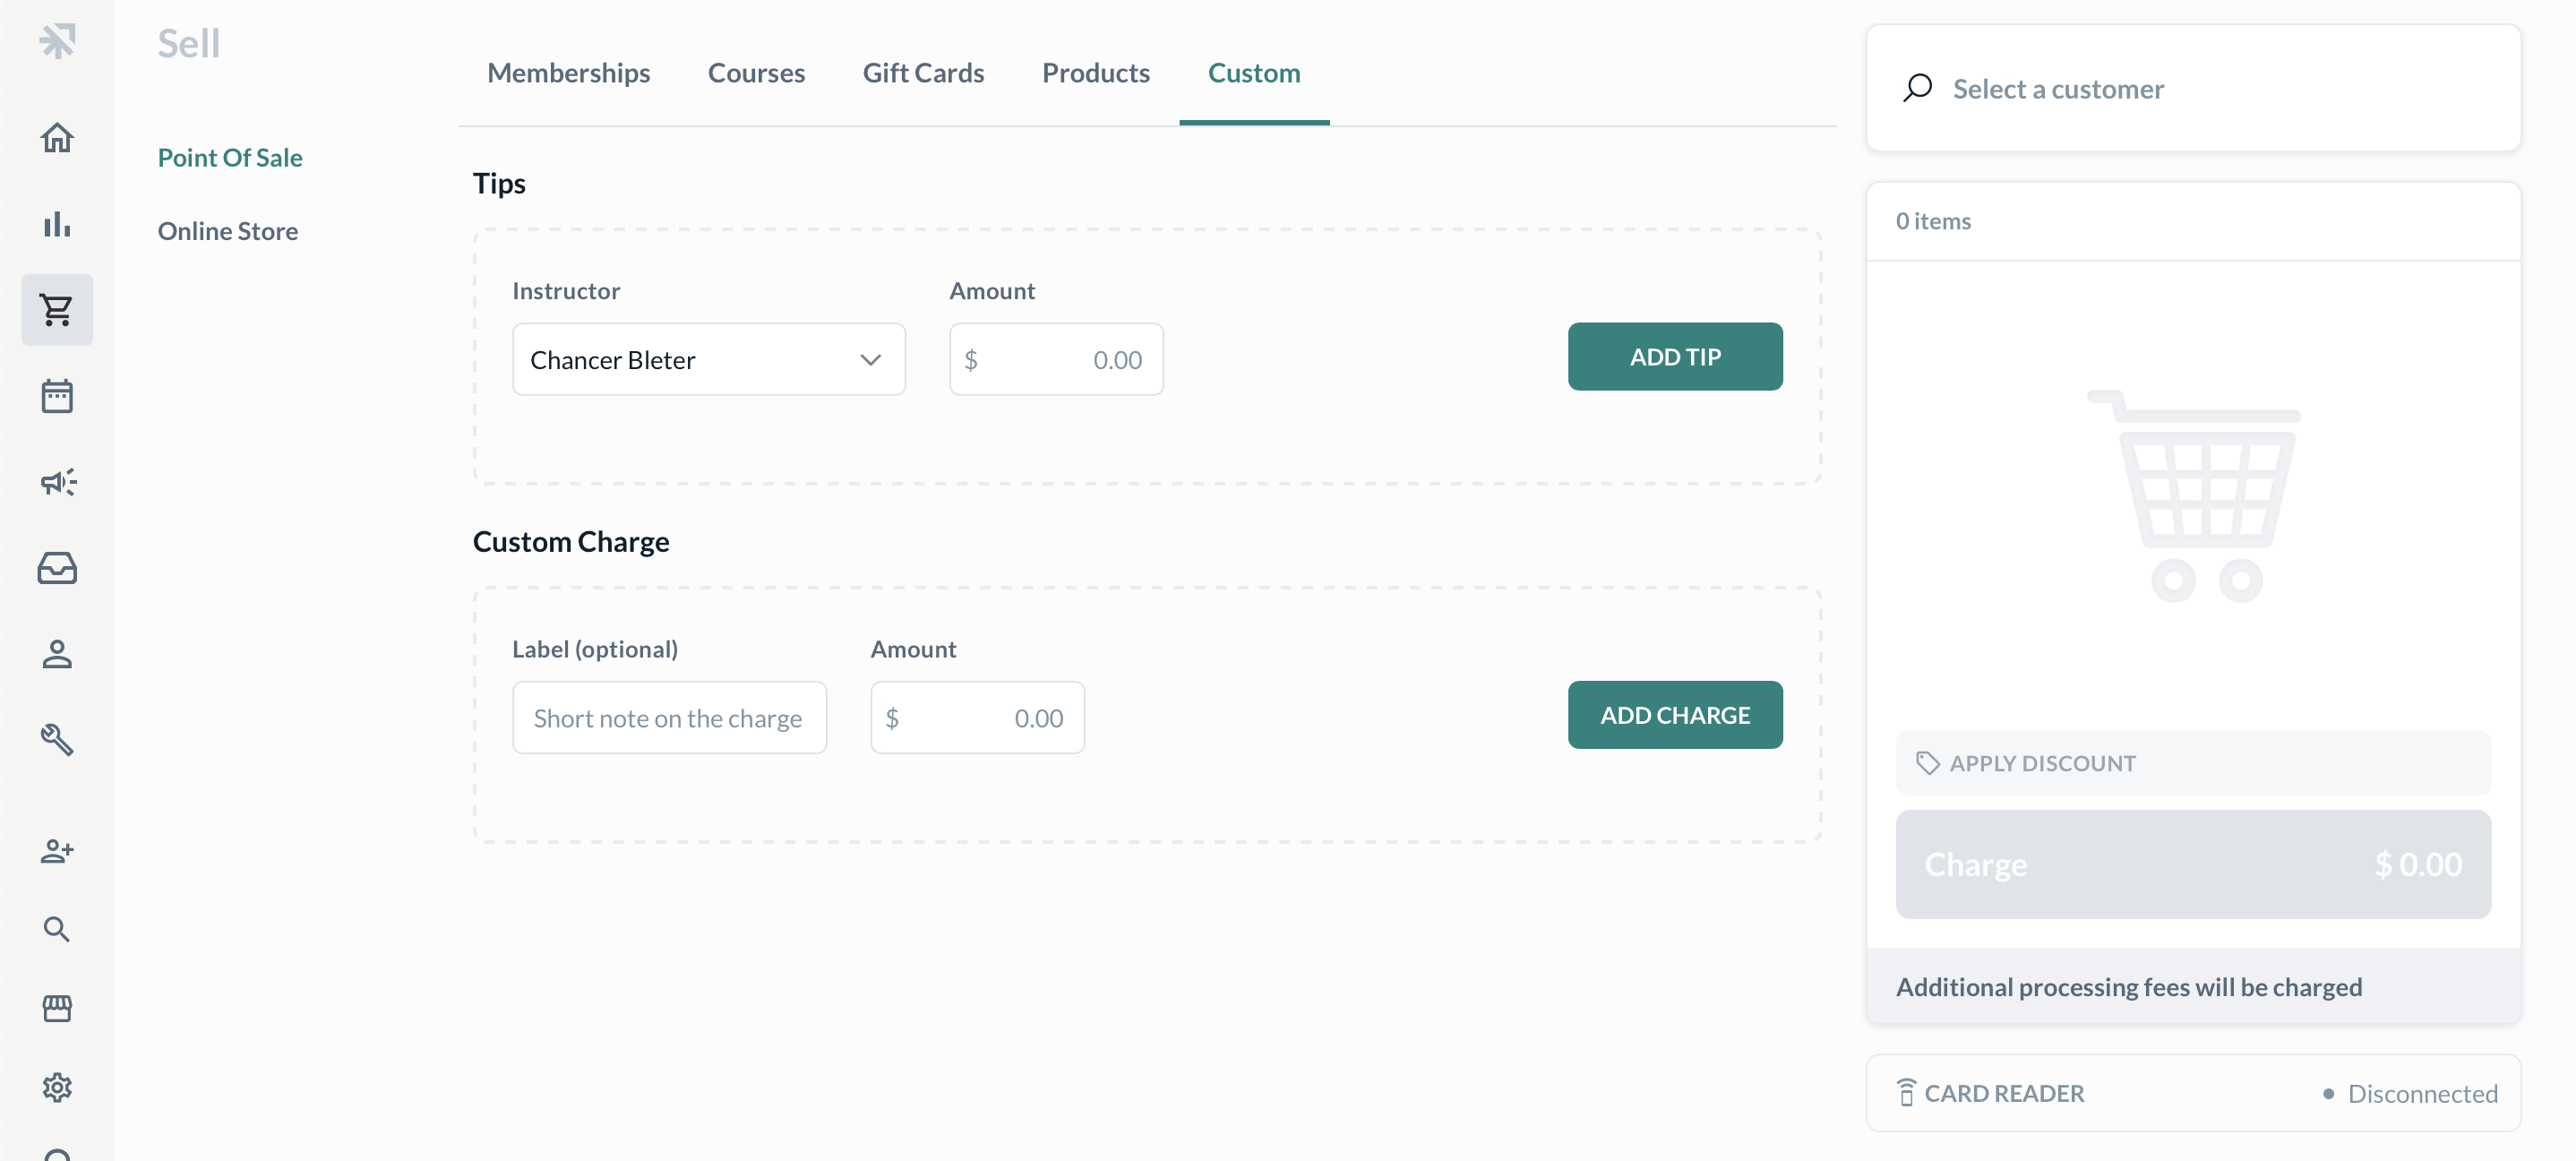 Sell
Point Of Sale
Online Store
Memberships Courses Gift Cards Products Custom
Tips
Instructor Amount
Chancer Bleter $ 0.00 ADD TIP
Custom Charge
Label (optional) Amount
Short note on the charge $ 0.00 ADD CHARGE
Select a customer
0 items
APPLY DISCOUNT
Charge $ 0.00
Additional processing fees will be charged
CARD READER Disconnected